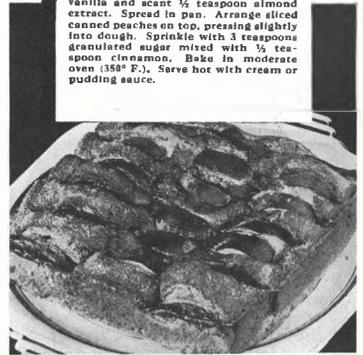 vanilla and scant ½ teaspoon almond
extract. Spread in pan. Arrange sliced
canned peaches on top, pressing slightly
into dough. Sprinkle with 3 teaspoons
granulated sugar mixed with ½ tea-
spoon cinnamon. Bake in moderate
oven (350° F.). Serve hot with cream or
pudding sauce.